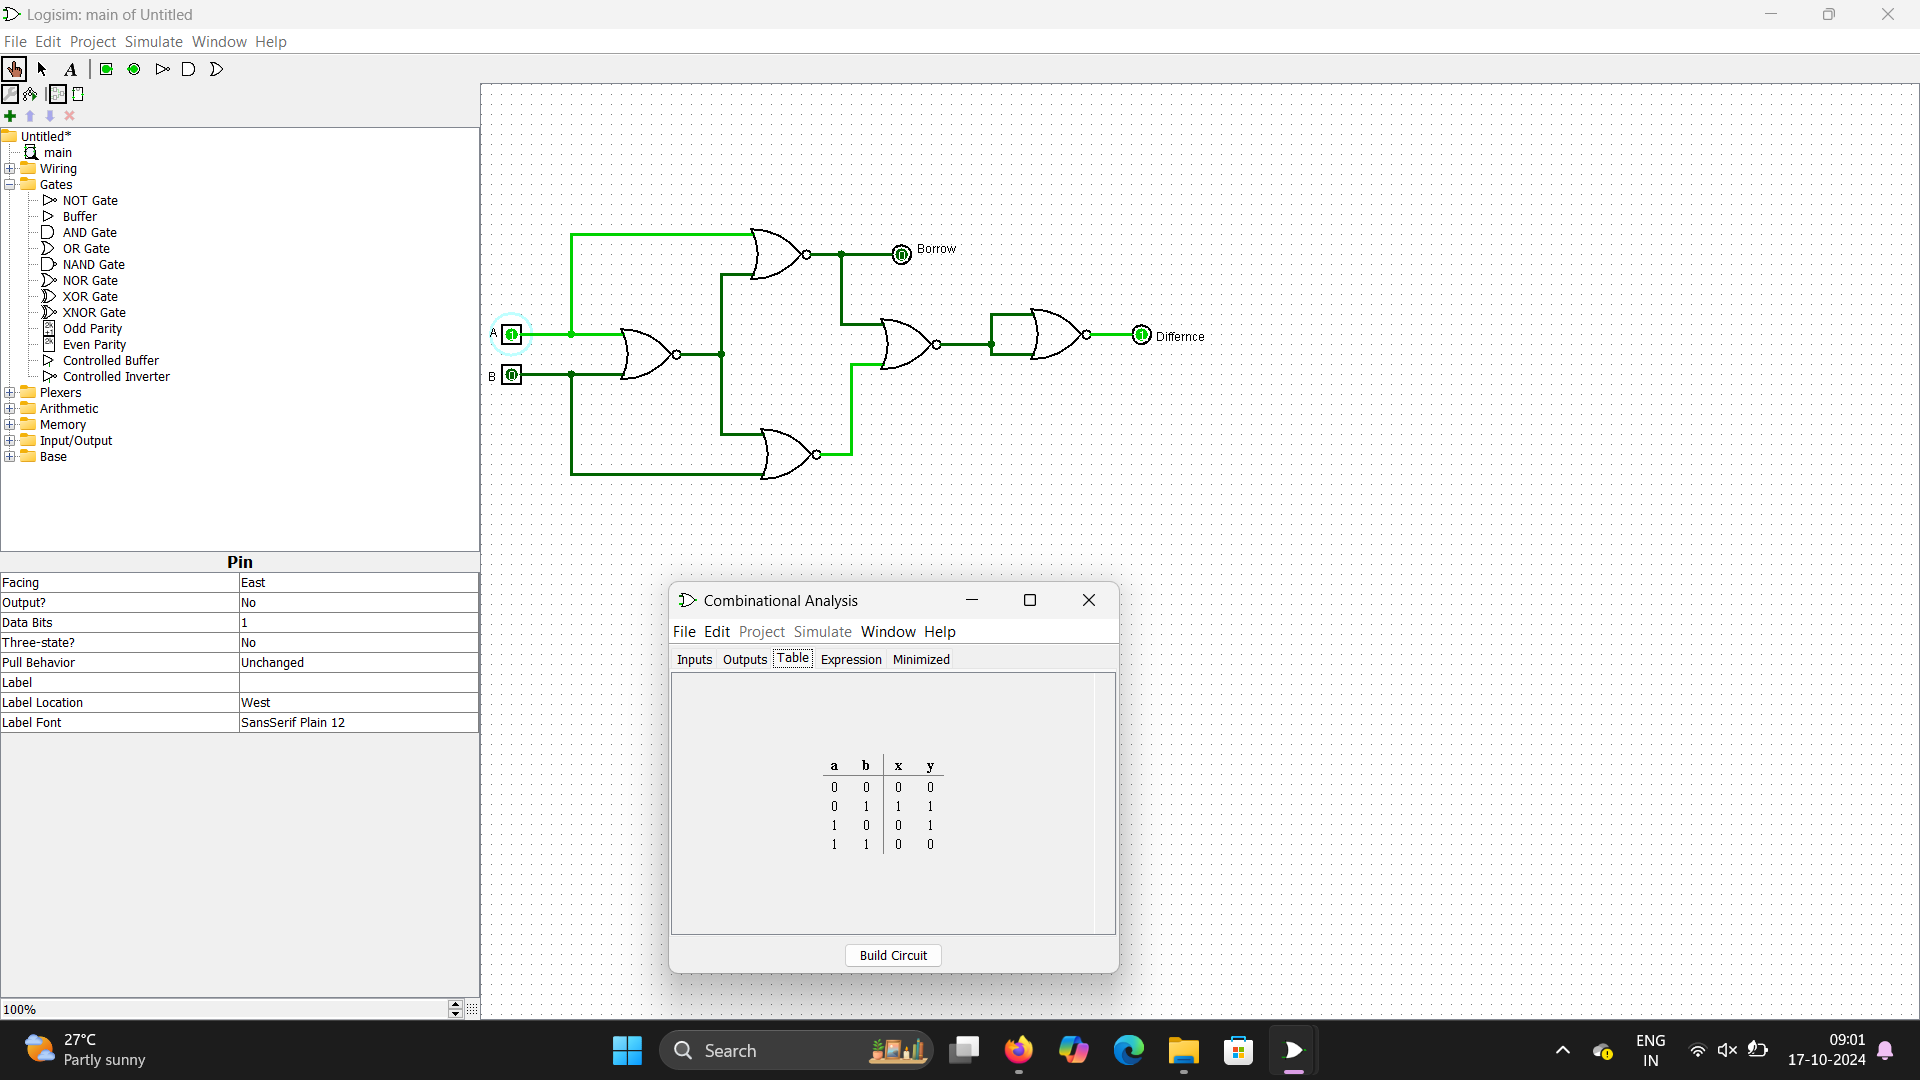 Logisim: main of Untitled
File Edit Project Simulate Window Help
A
Untitled*
main
Wiring
Gates
NOT Gate
Buffer
AND Gate
OR Gate
NAND Gate
NOR Gate
XOR Gate
XNOR Gate
Odd Parity
Even Parity
Controlled Buffer
Controlled Inverter
Plexers
Arithmetic
Memory
Input/Output
Base
Pin
Facing East
Output? No
Data Bits 1
Three-state? No
Pull Behavior Unchanged
Label
Label Location West
Label Font SansSerif Plain 12
100%
0 Borrow
A 1
1 Differnce
B 0
Combinational Analysis
File Edit Project Simulate Window Help
Inputs Outputs Table Expression Minimized
a b x y
0 0 0 0
0 1 1 1
1 0 0 1
1 1 0 0
Build Circuit
27°C
Partly sunny
Search
ENG
IN
09:01
17-10-2024